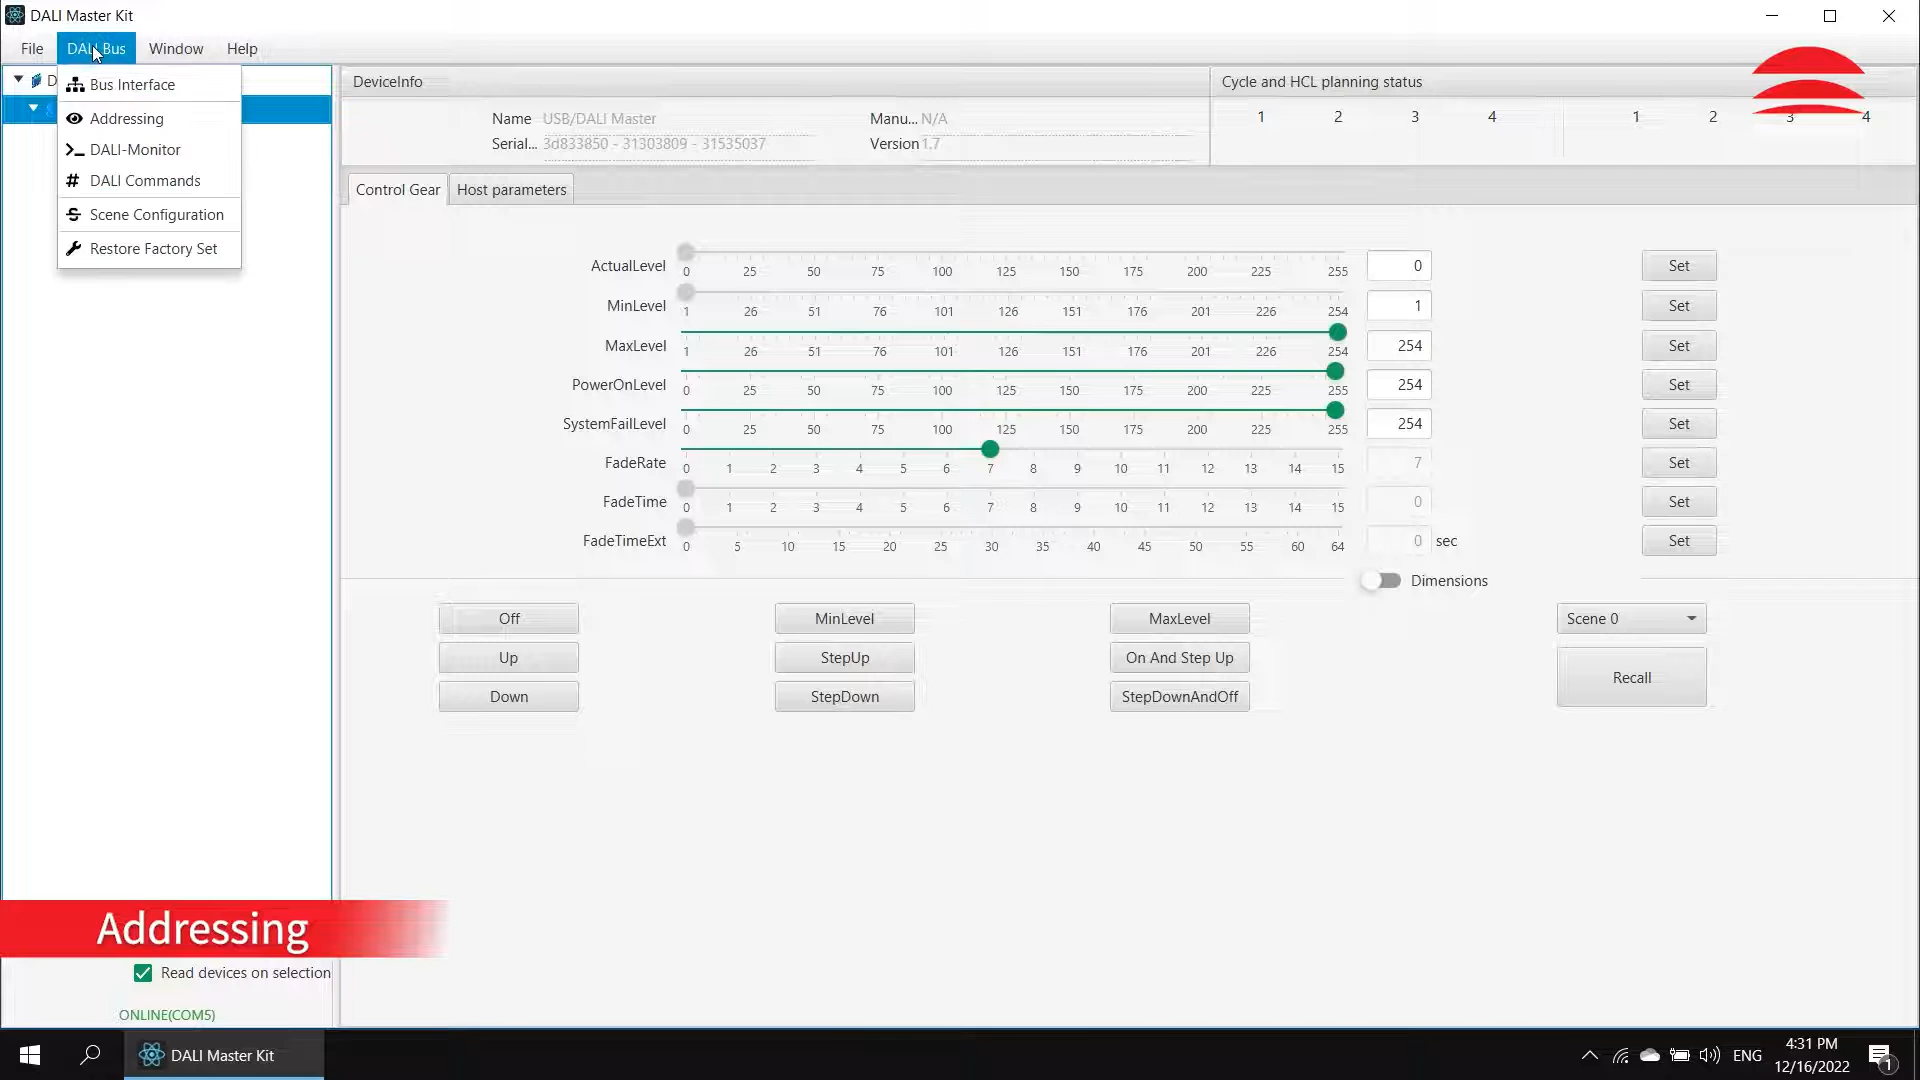 DALI Master Kit
File DALI Bus Window Help
D
Bus Interface
Addressing
DALI-Monitor
DALI Commands
Scene Configuration
Restore Factory Set
DeviceInfo
Name USB/DALI Master Manu... N/A
Serial... 3d833850 - 31303809 - 31535037 Version 1.7
Cycle and HCL planning status
1 2 3 4 1 2 3 4
Control Gear Host parameters
ActualLevel 0 25 50 75 100 125 150 175 200 225 255 0 Set
MinLevel 1 26 51 76 101 126 151 176 201 226 254 1 Set
MaxLevel 1 26 51 76 101 126 151 176 201 226 254 254 Set
PowerOnLevel 0 25 50 75 100 125 150 175 200 225 255 254 Set
SystemFailLevel 0 25 50 75 100 125 150 175 200 225 255 254 Set
FadeRate 0 1 2 3 4 5 6 7 8 9 10 11 12 13 14 15 7 Set
FadeTime 0 1 2 3 4 5 6 7 8 9 10 11 12 13 14 15 0 Set
FadeTimeExt 0 5 10 15 20 25 30 35 40 45 50 55 60 64 0 sec Set
Dimensions
Off MinLevel MaxLevel Scene 0
Up StepUp On And Step Up
Recall
Down StepDown StepDownAndOff
Addressing
Read devices on selection
ONLINE(COM5)
DALI Master Kit
ENG
4:31 PM
12/16/2022
1